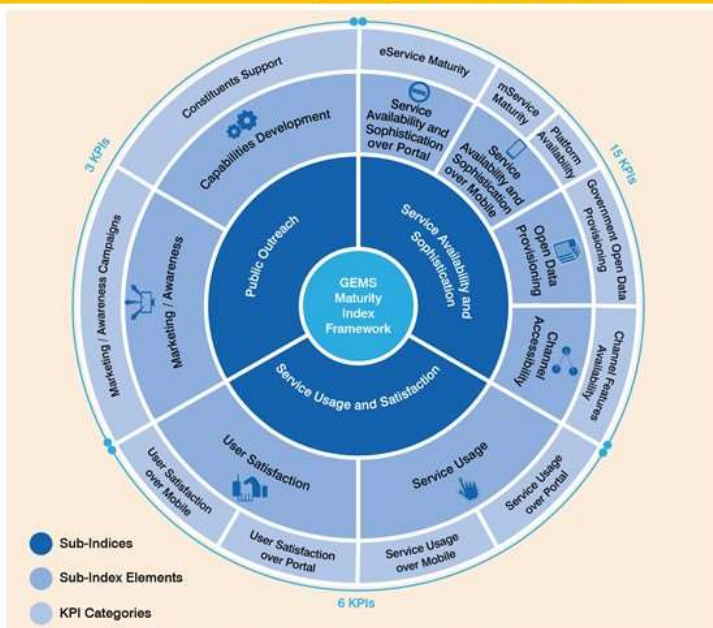 GEMS
Maturity
Index
Framework
Public Outreach
Service Availability and
Sophistication
Service Usage and Satisfaction
Capabilities Development
Marketing / Awareness
Service
Availability and
Sophistication
over Portal
Service
Availability and
Sophistication
over Mobile
Open Data
Provisioning
Channel
Accessibility
Service Usage
User Satisfaction
Constituents Support
eService Maturity
mService
Maturity
Platform
Availability
Government Open Data
Provisioning
Channel Features
Availability
Service Usage
over Portal
Service Usage
over Mobile
User Satisfaction
over Portal
User Satisfaction
over Mobile
Marketing / Awareness Campaigns
3 KPIs
15 KPIs
6 KPIs
Sub-Indices
Sub-Index Elements
KPI Categories